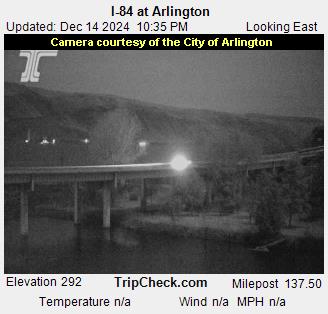 I-84 at Arlington
Updated: Dec 14 2024 10:35 PM Looking East
Camera courtesy of the City of Arlington
Elevation 292 TripCheck.com Milepost 137.50
Temperature n/a Wind n/a MPH n/a